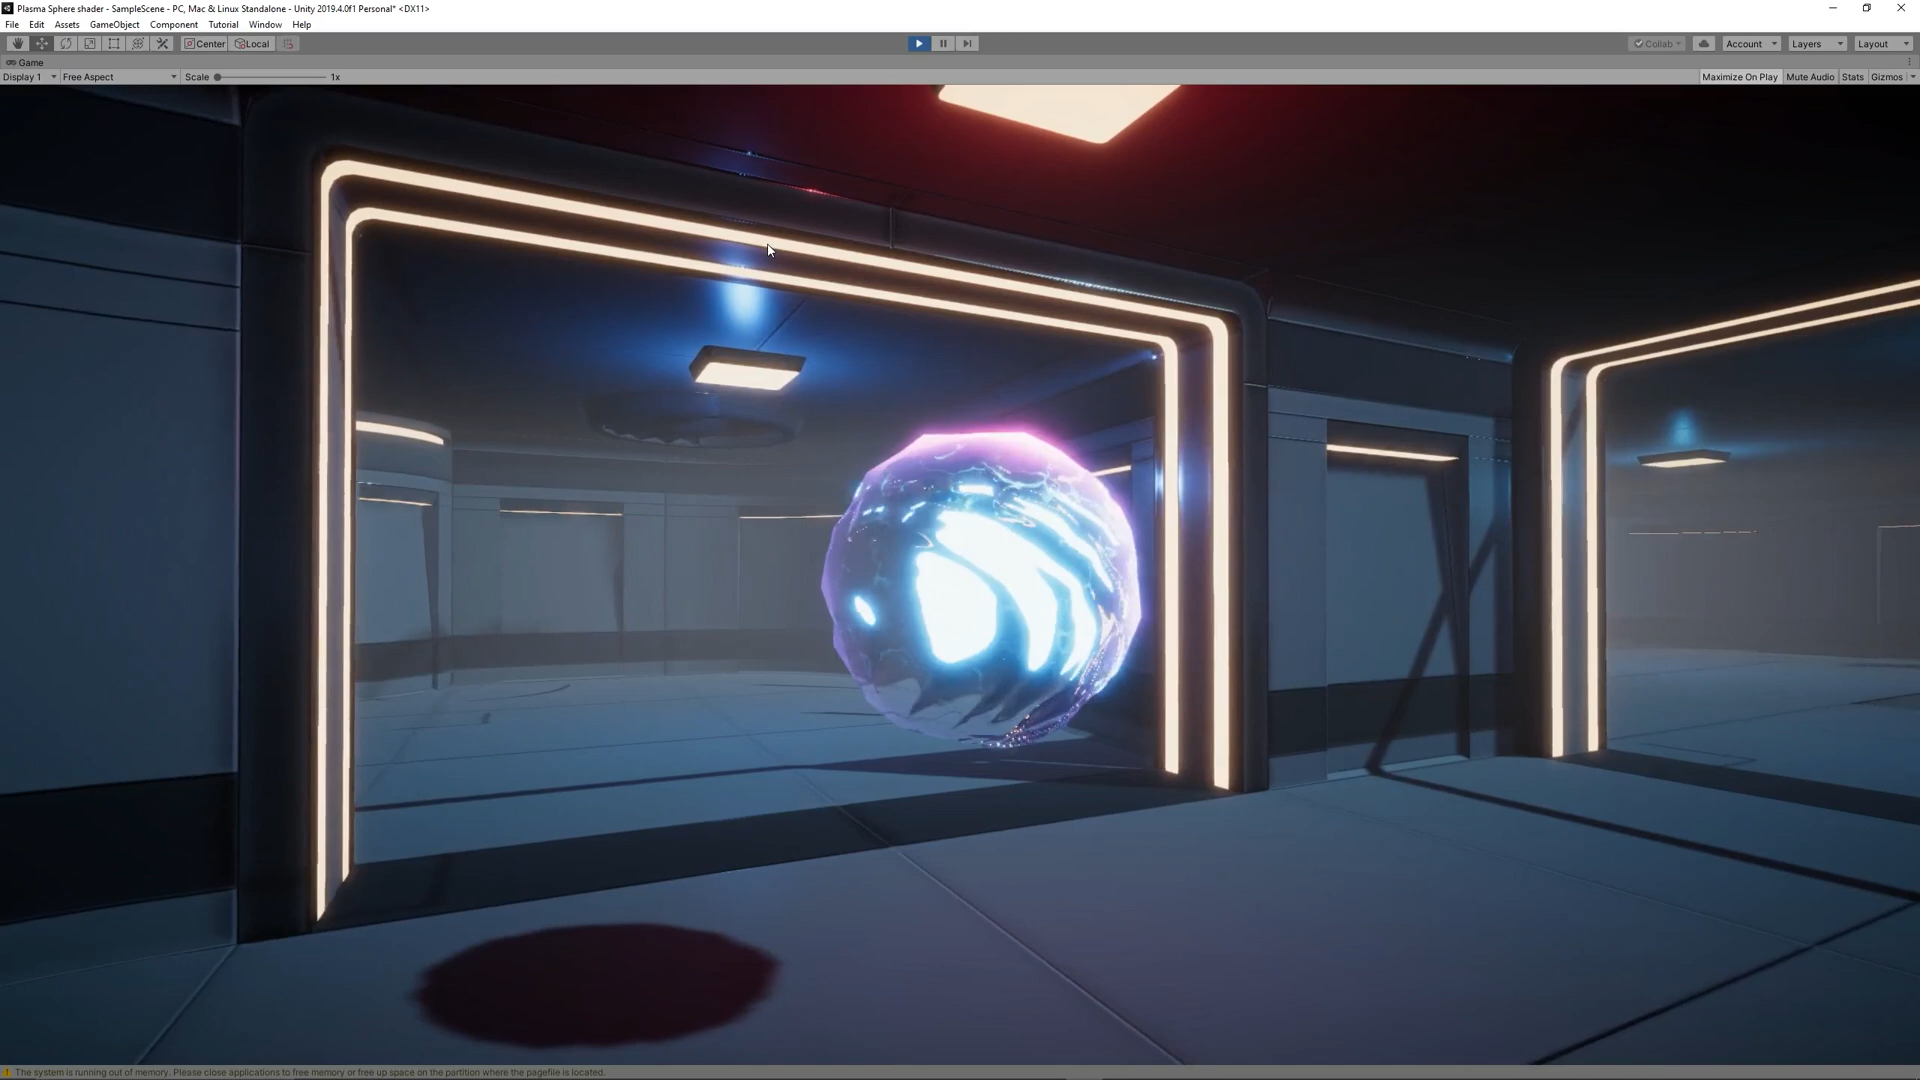 Plasma Sphere shader - SampleScene - PC, Mac & Linux Standalone - Unity 2019.4.0f1 Personal* <DX11>
File Edit Assets GameObject Component Tutorial Window Help
Center Local Collab Account Layers Layout
Game
Display 1 Free Aspect Scale 1x Maximize On Play Mute Audio Stats Gizmos
The system is running out of memory. Please close applications to free memory or free up space on the partition where the pagefile is located.